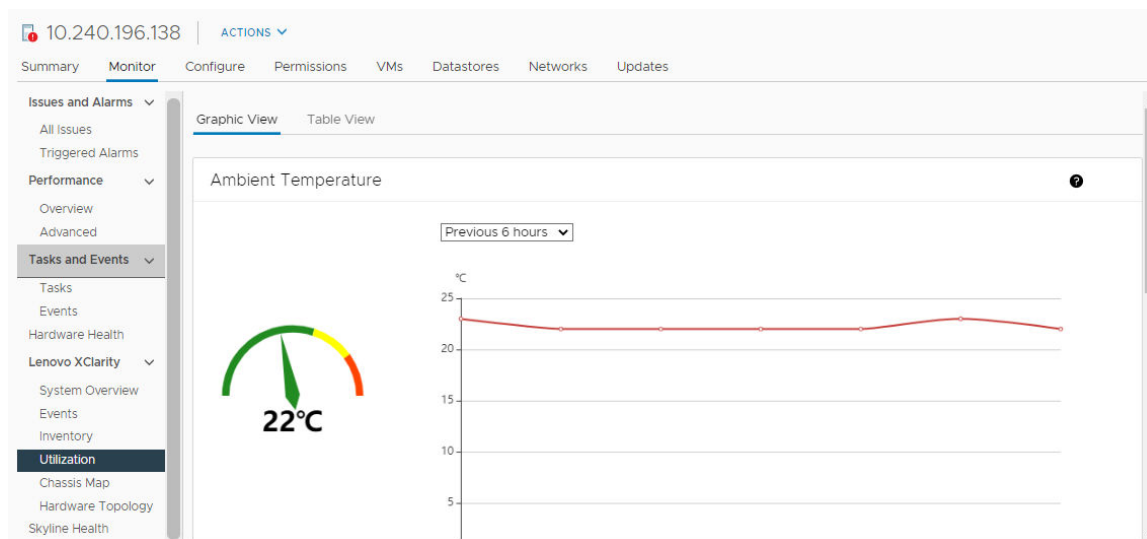 10.240.196.138 ACTIONS
Summary Monitor Configure Permissions VMs Datastores Networks Updates
Issues and Alarms
All Issues
Triggered Alarms
Performance
Overview
Advanced
Tasks and Events
Tasks
Events
Hardware Health
Lenovo XClarity
System Overview
Events
Inventory
Utilization
Chassis Map
Hardware Topology
Skyline Health
Graphic View Table View
Ambient Temperature ?
Previous 6 hours
22°C
°C
25
20
15
10
5